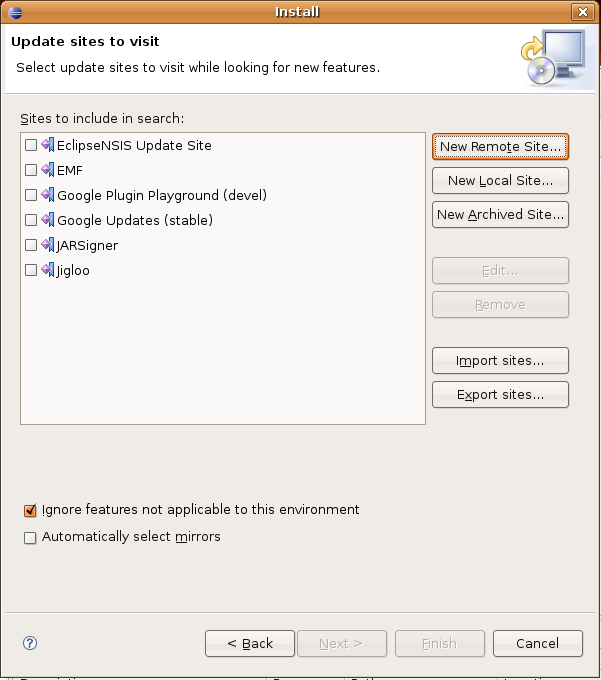 Install
Update sites to visit
Select update sites to visit while looking for new features.
Sites to include in search:
EclipseNSIS Update Site
EMF
Google Plugin Playground (devel)
Google Updates (stable)
JARSigner
Jigloo
New Remote Site...
New Local Site...
New Archived Site...
Edit...
Remove
Import sites...
Export sites...
Ignore features not applicable to this environment
Automatically select mirrors
< Back
Next >
Finish
Cancel